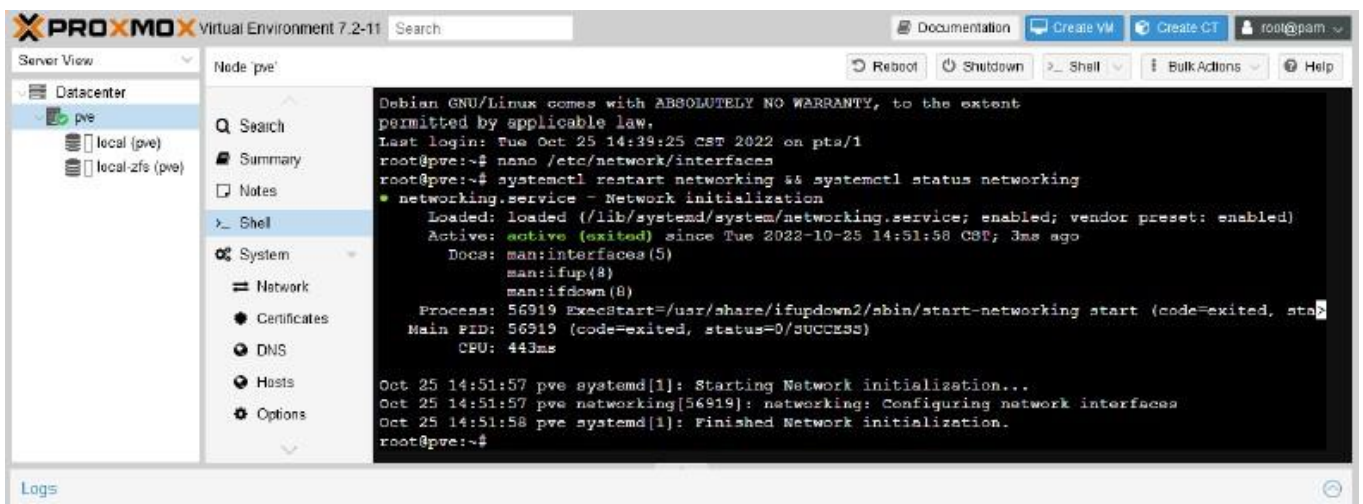 PROXMOX Virtual Environment 7.2-11 Search Documentation Create VM Create CT root@pam
Server View
Node 'pve' Reboot Shutdown >_ Shell Bulk Actions Help
Datacenter
pve
local (pve)
local-zfs (pve)
Search
Summary
Notes
>_ Shell
System
Network
Certificates
DNS
Hosts
Options
Debian GNU/Linux comes with ABSOLUTELY NO WARRANTY, to the extent
permitted by applicable law.
Last login: Tue Oct 25 14:39:25 CST 2022 on pts/1
root@pve:~# nano /etc/network/interfaces
root@pve:~# systemctl restart networking && systemctl status networking
● networking.service - Network initialization
Loaded: loaded (/lib/systemd/system/networking.service; enabled; vendor preset: enabled)
Active: active (exited) since Tue 2022-10-25 14:51:58 CST; 3ms ago
Docs: man:interfaces(5)
man:ifup(8)
man:ifdown(8)
Process: 56919 ExecStart=/usr/share/ifupdown2/sbin/start-networking start (code=exited, sta>
Main PID: 56919 (code=exited, status=0/SUCCESS)
CPU: 443ms
Oct 25 14:51:57 pve systemd[1]: Starting Network initialization...
Oct 25 14:51:57 pve networking[56919]: networking: Configuring network interfaces
Oct 25 14:51:58 pve systemd[1]: Finished Network initialization.
root@pve:~#
Logs